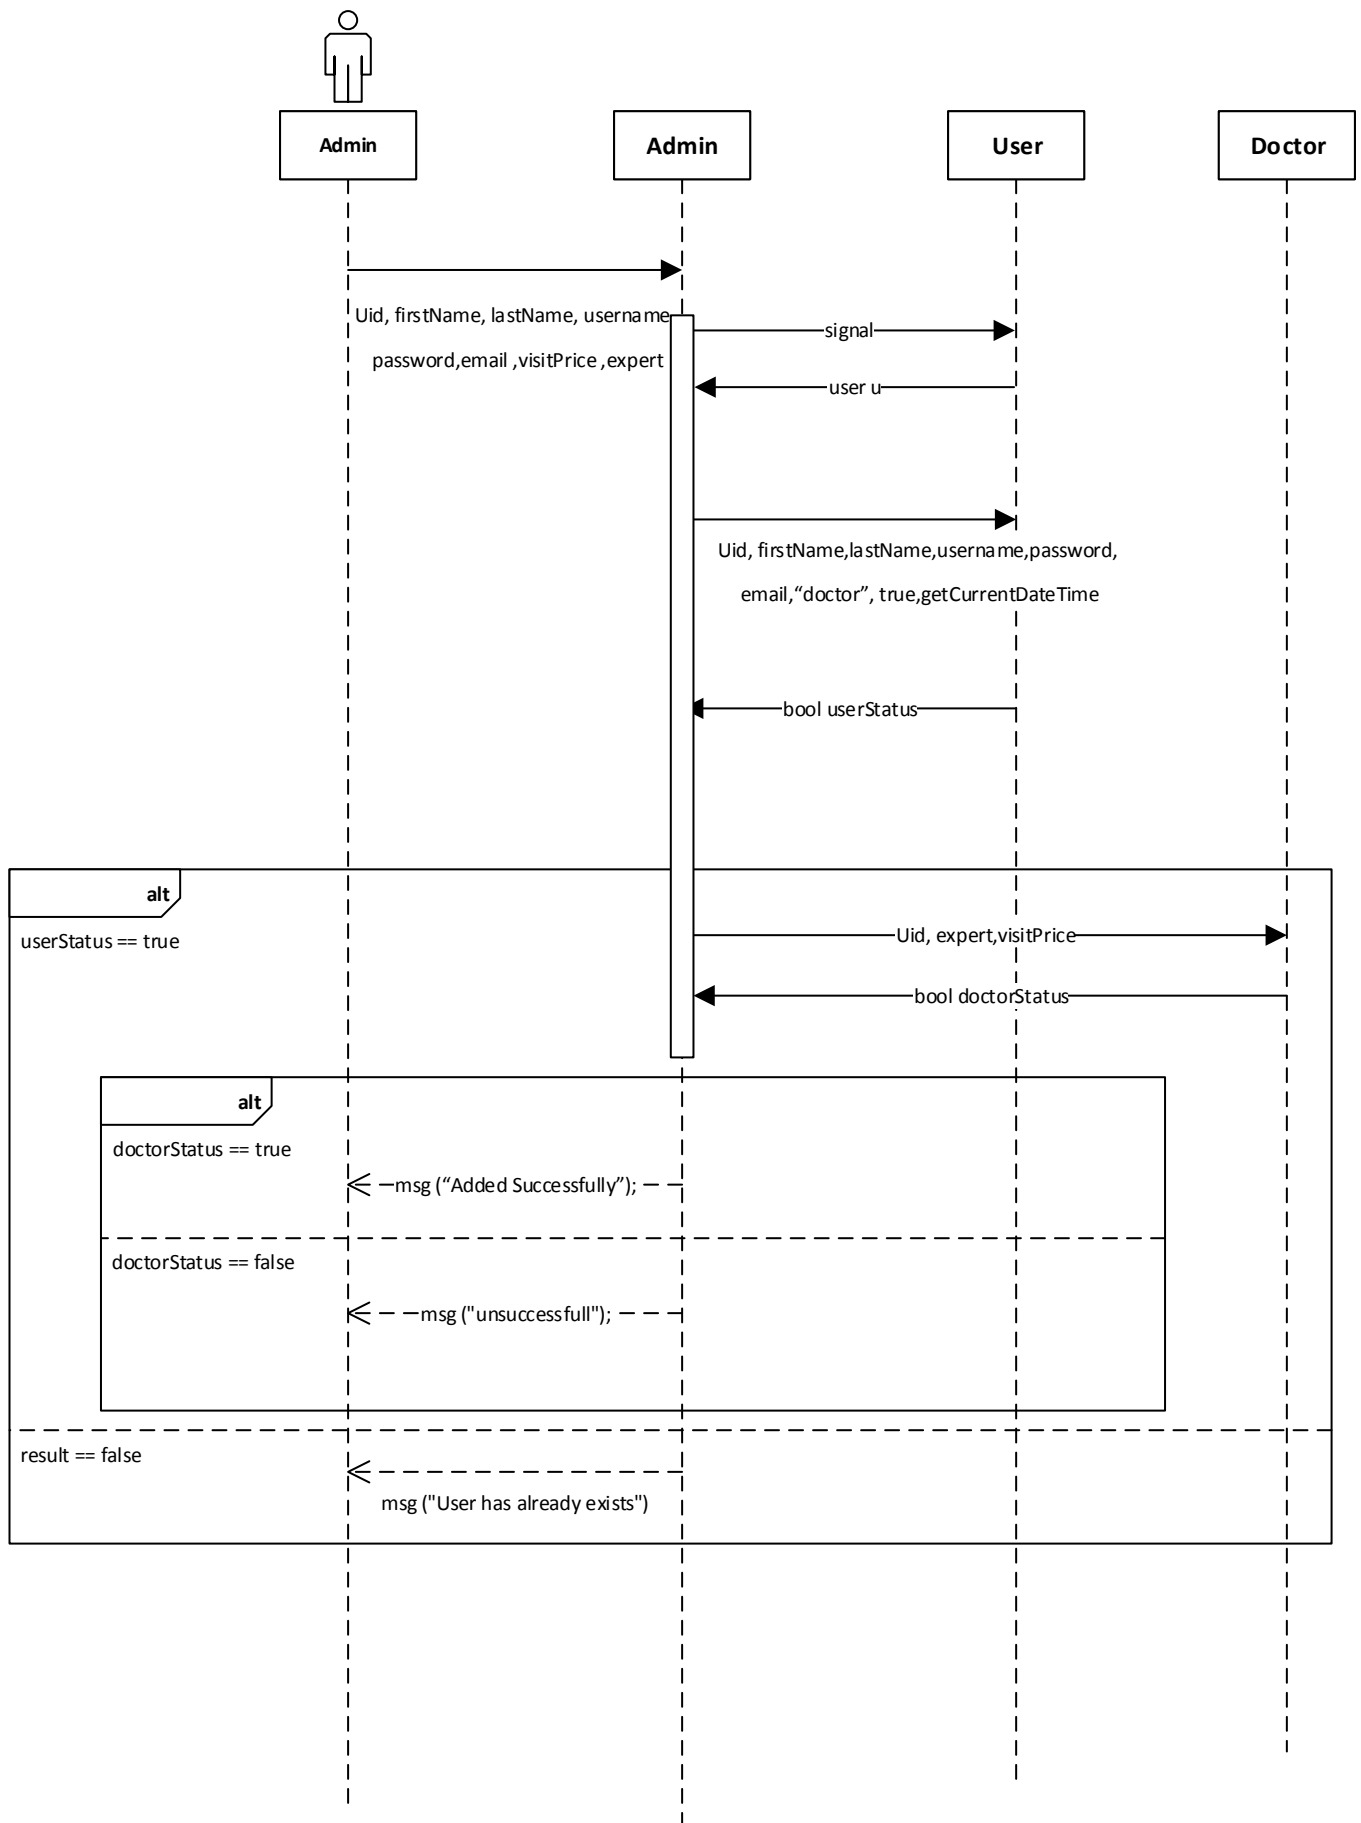 Admin
Admin
User
Doctor
Uid, firstName, lastName, username
password,email ,visitPrice ,expert
signal
user u
Uid, firstName,lastName,username,password,
email,“doctor”, true,getCurrentDateTime
bool userStatus
alt
userStatus == true
Uid, expert,visitPrice
bool doctorStatus
alt
doctorStatus == true
msg (“Added Successfully”);
doctorStatus == false
msg ("unsuccessfull");
result == false
msg ("User has already exists")